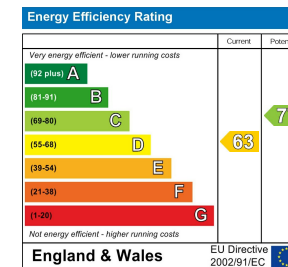 Energy Efficiency Rating
Current
Very energy efficient - lower running costs
(92 plus) A
(81-91) B
(69-80) C
7
(55-68) D
63
(39-54) E
(21-38) F
(1-20) G
Not energy efficient - higher running costs
England & Wales
EU Directive
2002/91/EC